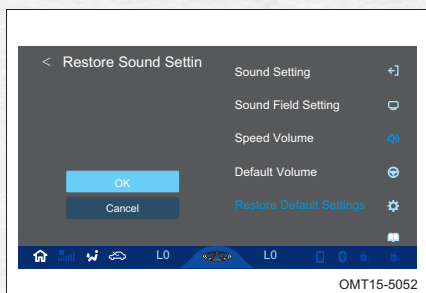 < Restore Sound Settin
Sound Setting
Sound Field Setting
Speed Volume
Default Volume
OK
Cancel
Restore Default Settings
L0
L0
OMT15-5052